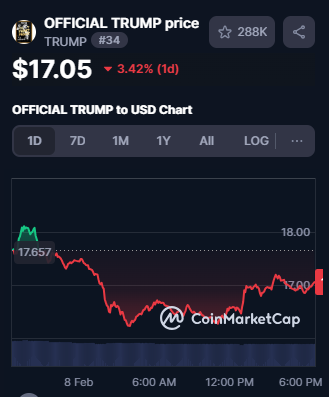 OFFICIAL TRUMP price
TRUMP #34
288K
$17.05 3.42% (1d)
OFFICIAL TRUMP to USD Chart
1D 7D 1M 1Y All LOG ...
18.00
17.657
17.00
CoinMarketCap
8 Feb 6:00 AM 12:00 PM 6:00 PM